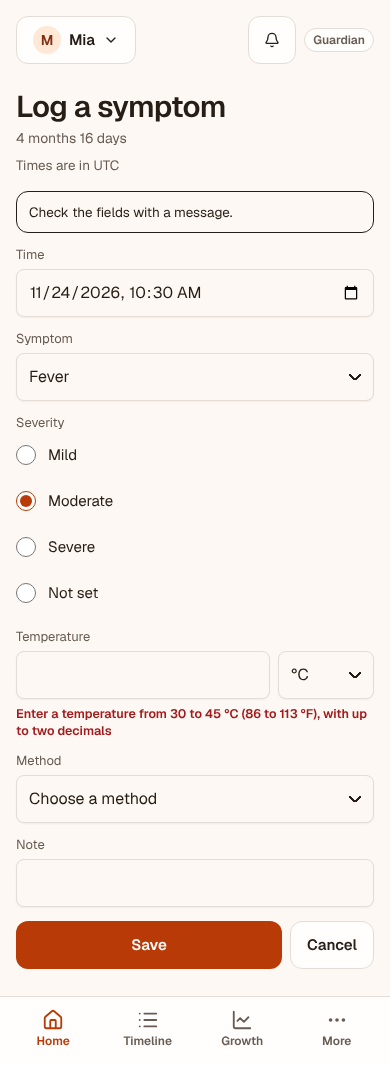 M Mia
Guardian
Log a symptom
4 months 16 days
Times are in UTC
Check the fields with a message.
Time
11/24/2026, 10:30 AM
Symptom
Fever
Severity
Mild
Moderate
Severe
Not set
Temperature
°C
Enter a temperature from 30 to 45 °C (86 to 113 °F), with up
to two decimals
Method
Choose a method
Note
Save
Cancel
Home
Timeline
Growth
More